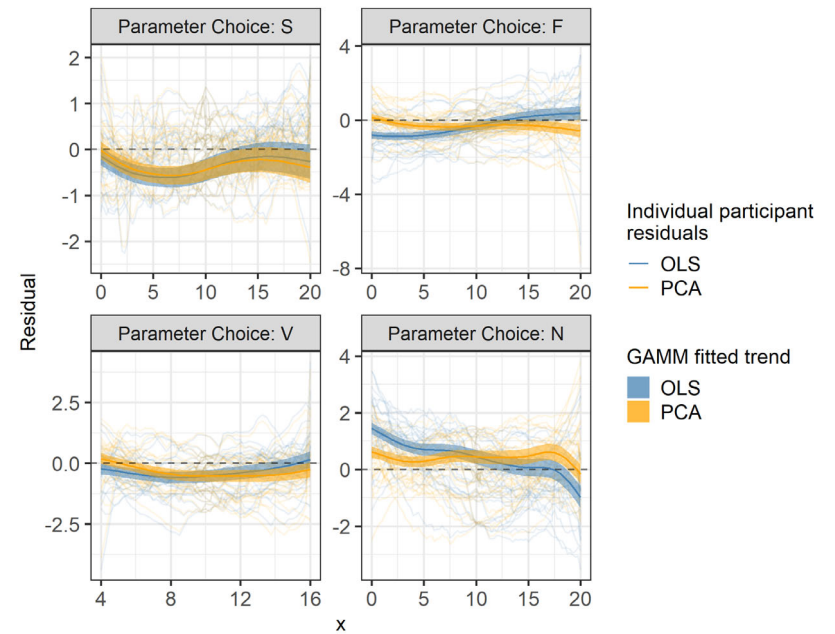 Parameter Choice: S
Parameter Choice: F
2
1
0
-1
-2
0 5 10 15 20
4
0
-4
-8
0 5 10 15 20
Residual
Parameter Choice: V
Parameter Choice: N
2.5
0.0
-2.5
4 8 12 16
4
2
0
-2
0 5 10 15 20
x
Individual participant
residuals
OLS
PCA
GAMM fitted trend
OLS
PCA